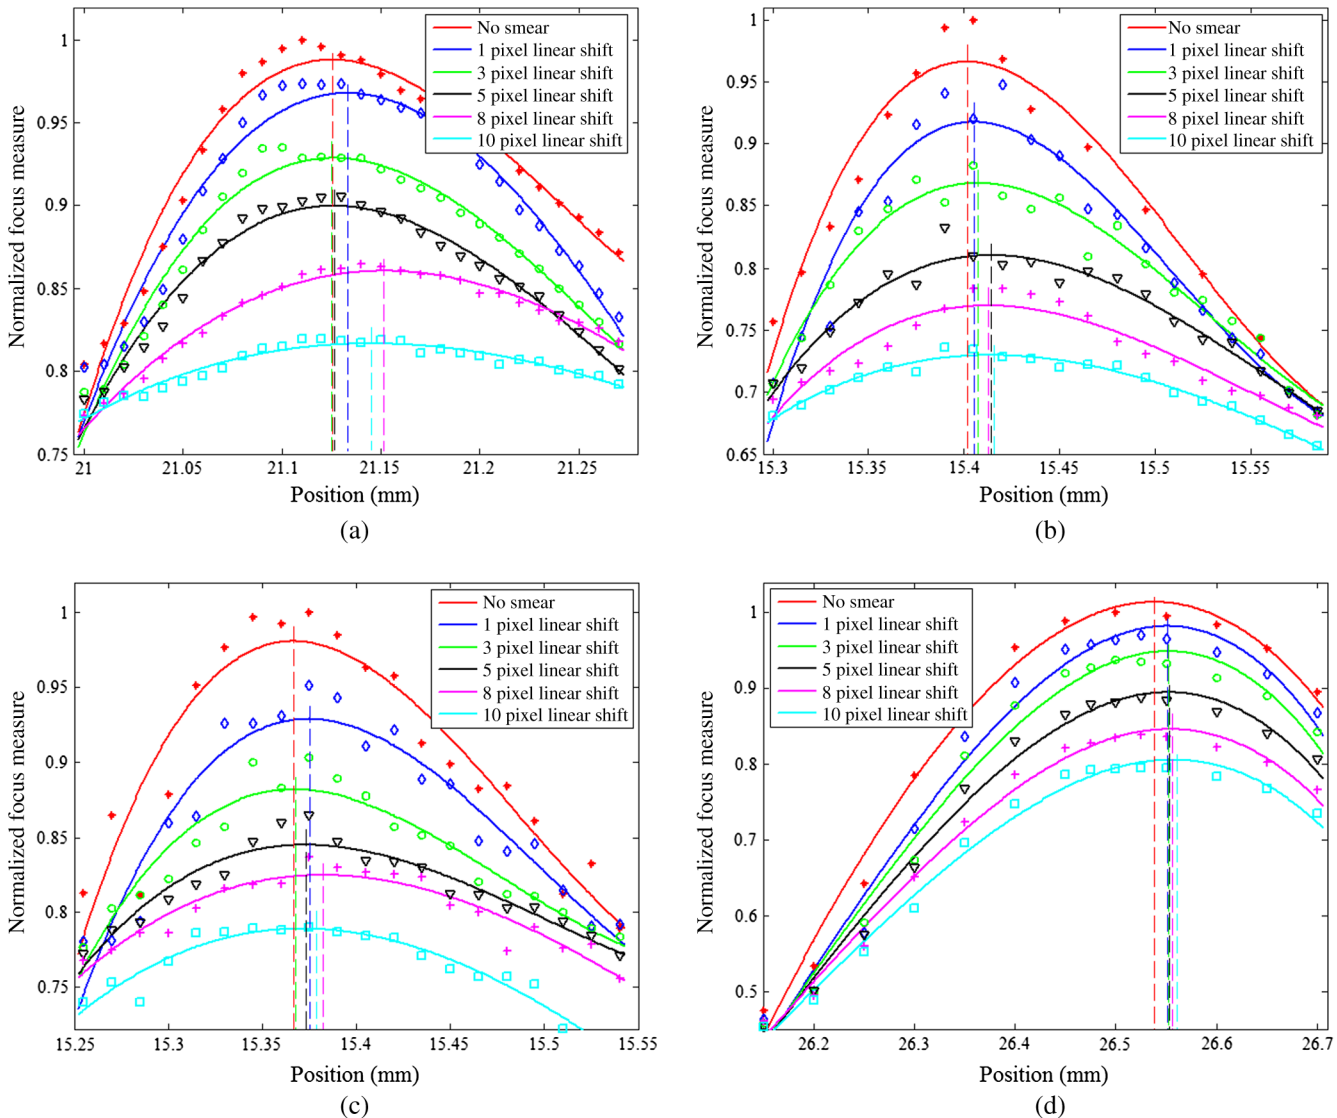 No smear
1 pixel linear shift
3 pixel linear shift
5 pixel linear shift
8 pixel linear shift
10 pixel linear shift
Normalized focus measure
1
0.95
0.9
0.85
0.8
0.75
21
21.05
21.1
21.15
21.2
21.25
Position (mm)
(a)
No smear
1 pixel linear shift
3 pixel linear shift
5 pixel linear shift
8 pixel linear shift
10 pixel linear shift
Normalized focus measure
1
0.95
0.9
0.85
0.8
0.75
0.7
0.65
15.3
15.35
15.4
15.45
15.5
15.55
Position (mm)
(b)
No smear
1 pixel linear shift
3 pixel linear shift
5 pixel linear shift
8 pixel linear shift
10 pixel linear shift
Normalized focus measure
1
0.95
0.9
0.85
0.8
0.75
15.25
15.3
15.35
15.4
15.45
15.5
15.55
Position (mm)
(c)
No smear
1 pixel linear shift
3 pixel linear shift
5 pixel linear shift
8 pixel linear shift
10 pixel linear shift
Normalized focus measure
1
0.9
0.8
0.7
0.6
0.5
26.2
26.3
26.4
26.5
26.6
26.7
Position (mm)
(d)